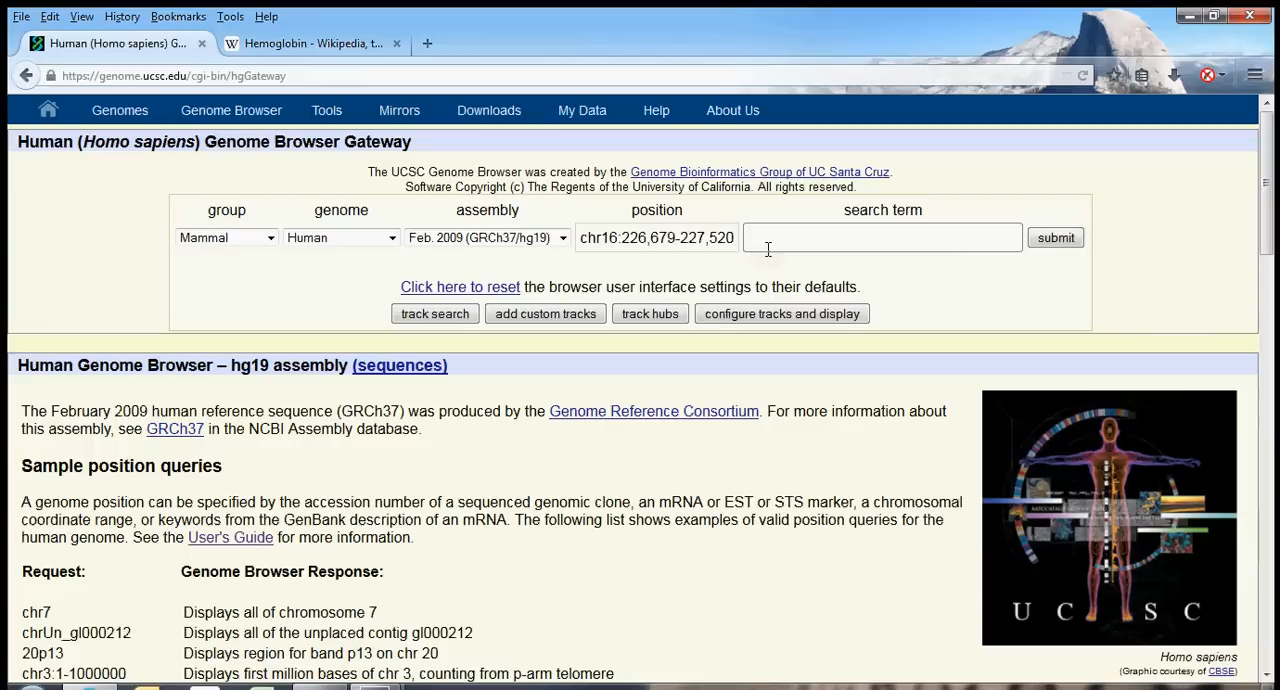 File Edit View History Bookmarks Tools Help
Human (Homo sapiens) G... × W Hemoglobin - Wikipedia, t... × +
https://genome.ucsc.edu/cgi-bin/hgGateway
Genomes Genome Browser Tools Mirrors Downloads My Data Help About Us
Human (Homo sapiens) Genome Browser Gateway
The UCSC Genome Browser was created by the Genome Bioinformatics Group of UC Santa Cruz.
Software Copyright (c) The Regents of the University of California. All rights reserved.
group genome assembly position search term
Mammal Human Feb. 2009 (GRCh37/hg19) chr16:226,679-227,520 submit
Click here to reset the browser user interface settings to their defaults.
track search add custom tracks track hubs configure tracks and display
Human Genome Browser – hg19 assembly (sequences)
The February 2009 human reference sequence (GRCh37) was produced by the Genome Reference Consortium. For more information about
this assembly, see GRCh37 in the NCBI Assembly database.
Sample position queries
A genome position can be specified by the accession number of a sequenced genomic clone, an mRNA or EST or STS marker, a chromosomal
coordinate range, or keywords from the GenBank description of an mRNA. The following list shows examples of valid position queries for the
human genome. See the User's Guide for more information.
Request: Genome Browser Response:
chr7 Displays all of chromosome 7
chrUn_gl000212 Displays all of the unplaced contig gl000212
20p13 Displays region for band p13 on chr 20
chr3:1-1000000 Displays first million bases of chr 3, counting from p-arm telomere
U C S C
Homo sapiens
(Graphic courtesy of CBSE)